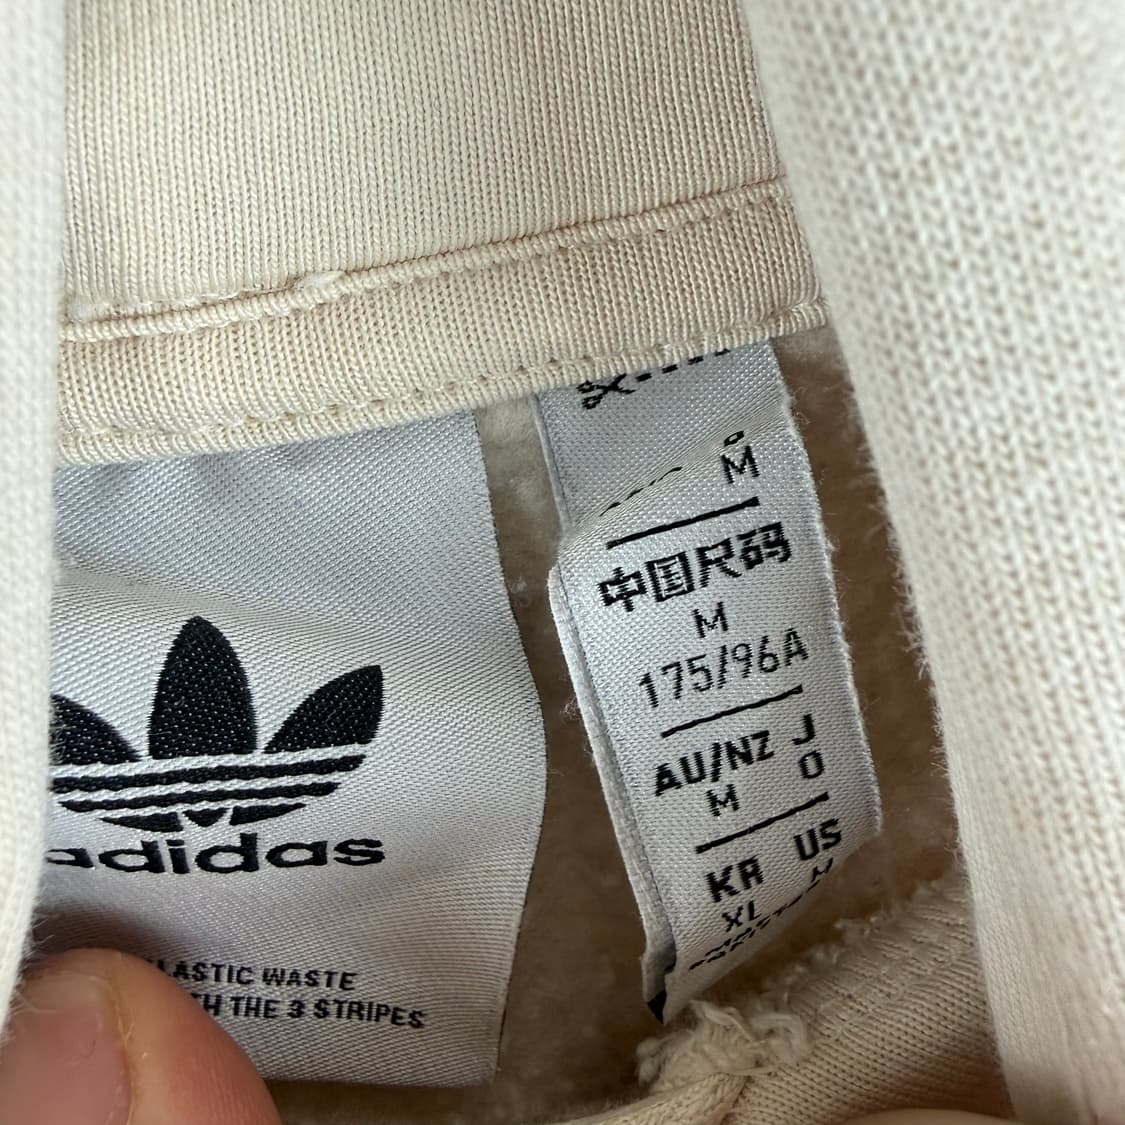 adidas
LASTIC WASTE
TH THE 3 STRIPES
M
中国尺码
M
175/96A
AU/NZ J
M O
KR US
XL M